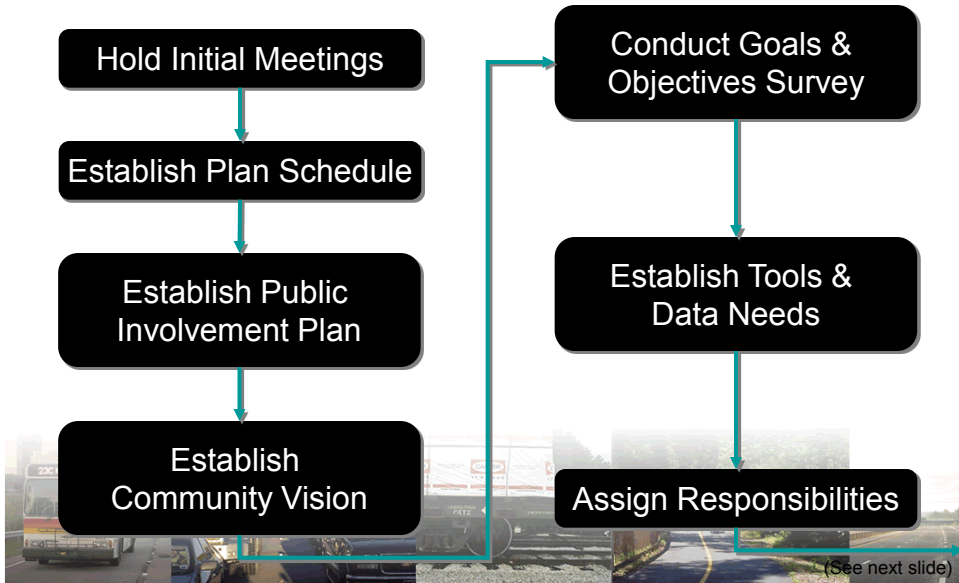 Hold Initial Meetings
Establish Plan Schedule
Establish Public
Involvement Plan
Establish
Community Vision
Conduct Goals &
Objectives Survey
Establish Tools &
Data Needs
Assign Responsibilities
(See next slide)